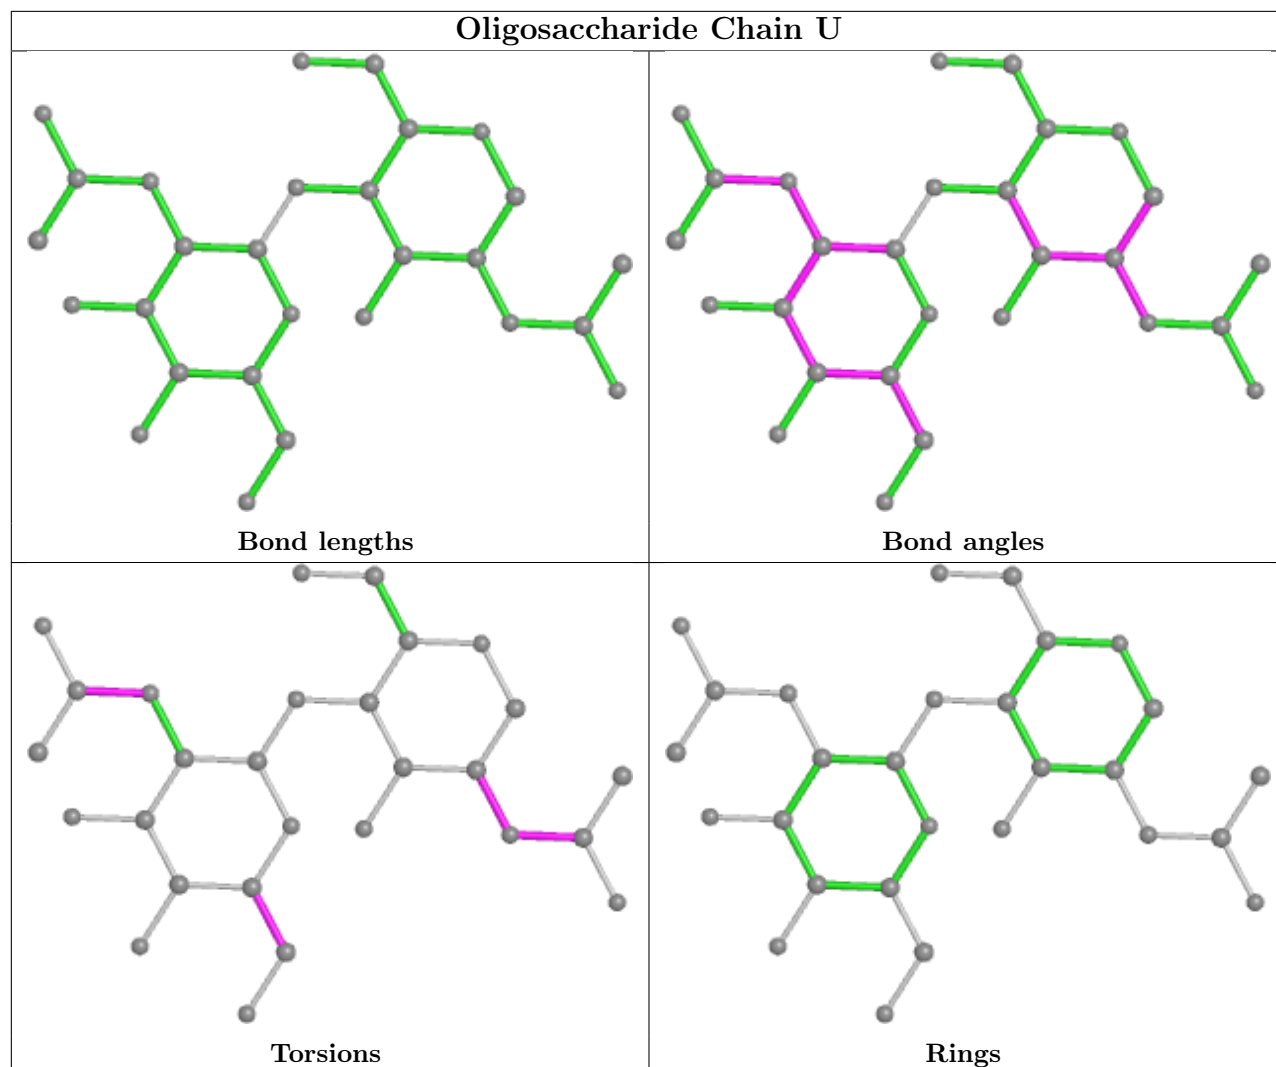 Oligosaccharide Chain U
Bond lengths
Bond angles
Torsions
Rings